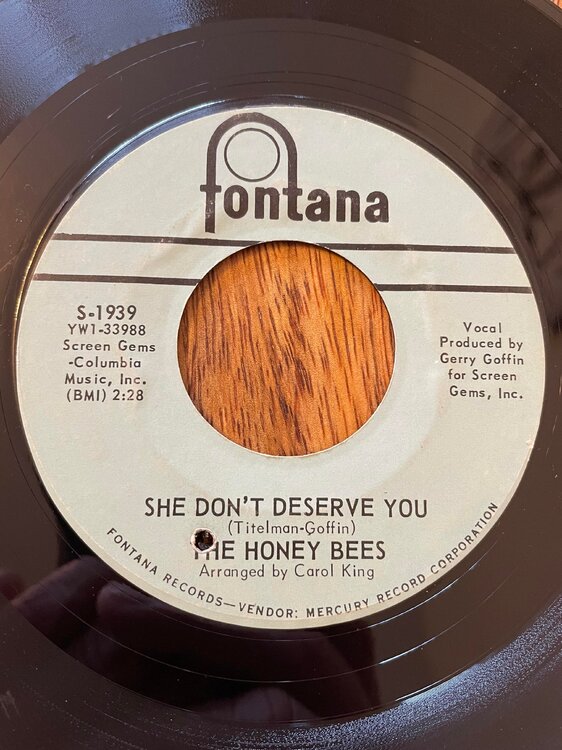 fontana
S-1939
YW1-33988
Screen Gems
-Columbia
Music, Inc.
(BMI) 2:28
Vocal
Produced by
Gerry Goffin
for Screen
Gems, Inc.
SHE DON'T DESERVE YOU
(Titelman-Goffin)
THE HONEY BEES
Arranged by Carol King
FONTANA RECORDS—VENDOR: MERCURY RECORD CORPORATION